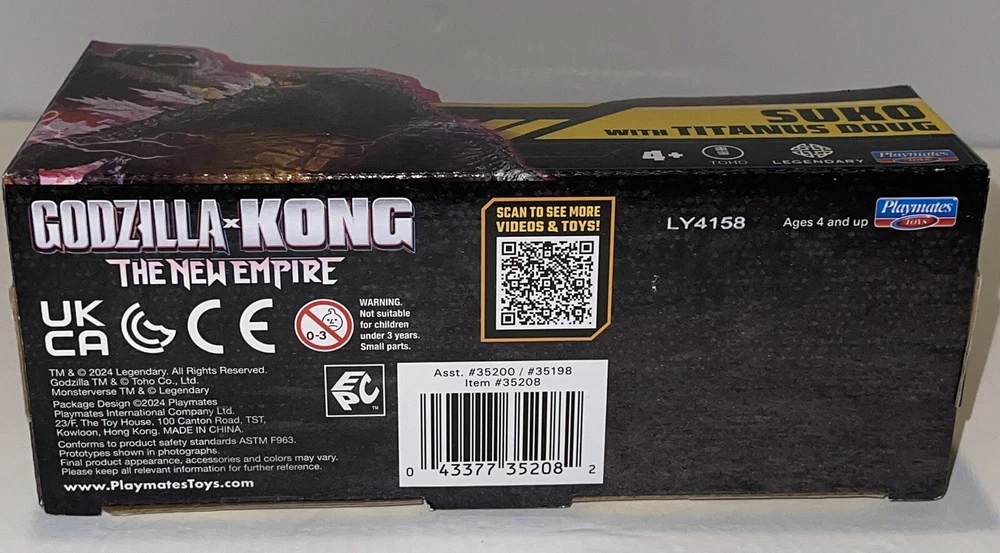 SUKO
WITH TITANUS DOUG
4+
TOHO
LEGENDARY
Playmates
TOYS
GODZILLA x KONG
THE NEW EMPIRE
SCAN TO SEE MORE
VIDEOS & TOYS!
LY4158
Ages 4 and up
Playmates
TOYS
UK
CA
CE
0-3
WARNING.
Not suitable
for children
under 3 years.
Small parts.
TM & © 2024 Legendary. All Rights Reserved.
Godzilla TM & © Toho Co., Ltd.
Monsterverse TM & © Legendary
Package Design ©2024 Playmates
Playmates International Company Ltd.
23/F, The Toy House, 100 Canton Road, TST,
Kowloon, Hong Kong. MADE IN CHINA.
Conforms to product safety standards ASTM F963.
Prototypes shown in photographs.
Final product appearance, accessories and colors may vary.
Please keep all relevant information for further reference.
www.PlaymatesToys.com
EPC
TM
Asst. #35200 / #35198
Item #35208
0 43377 35208 2